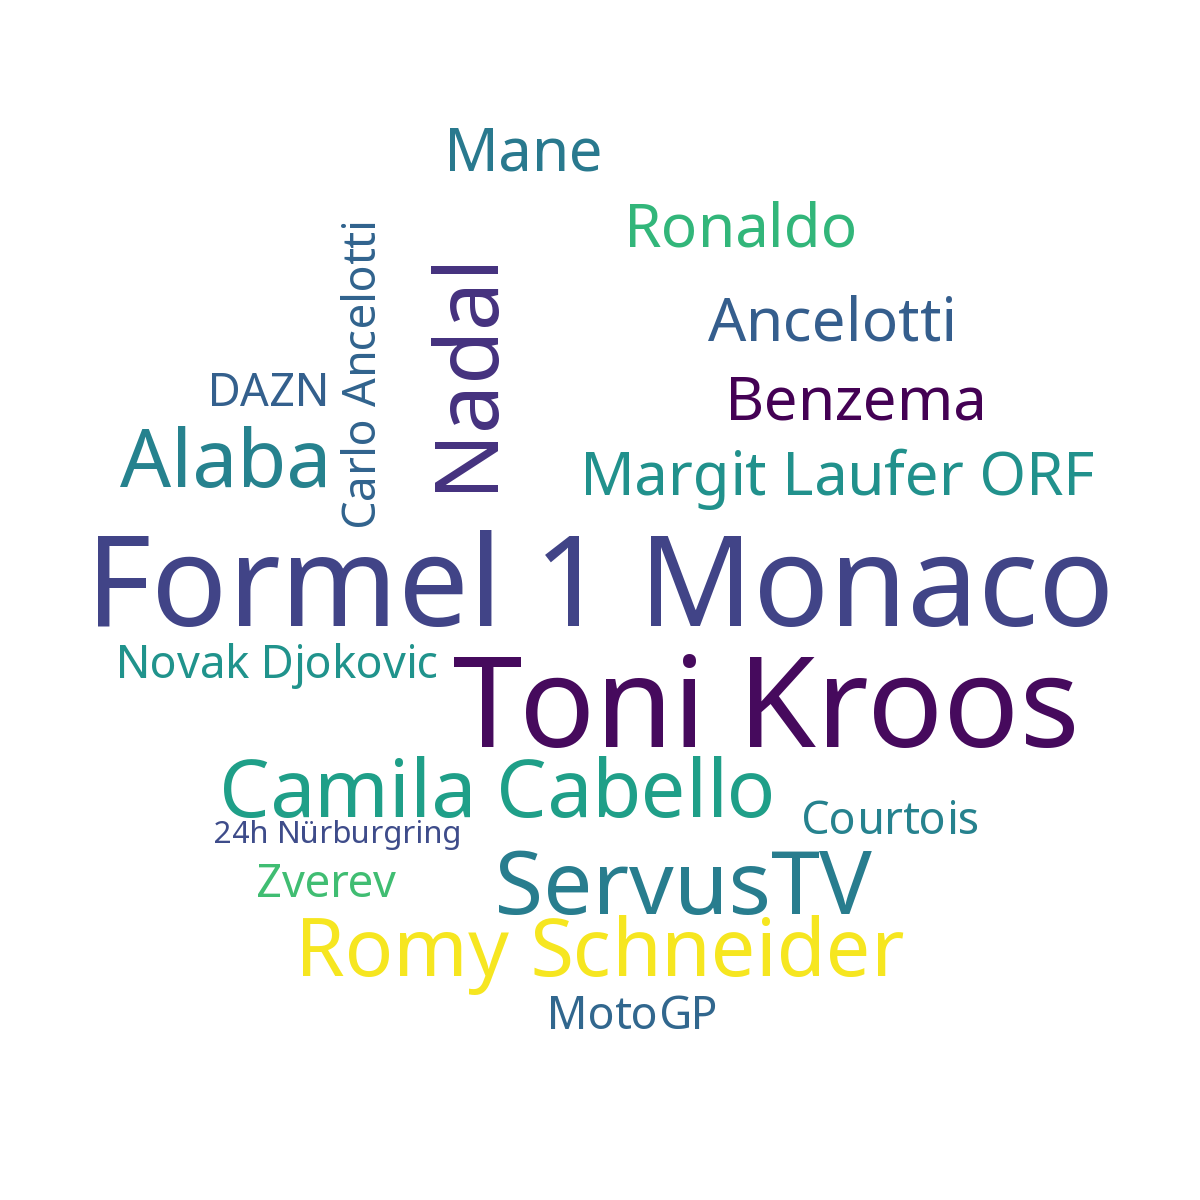 Mane
Ronaldo
Carlo Ancelotti
Nadal
Ancelotti
DAZN
Benzema
Alaba
Margit Laufer ORF
Formel 1 Monaco
Novak Djokovic
Toni Kroos
Camila Cabello
Courtois
24h Nürburgring
Zverev
ServusTV
Romy Schneider
MotoGP